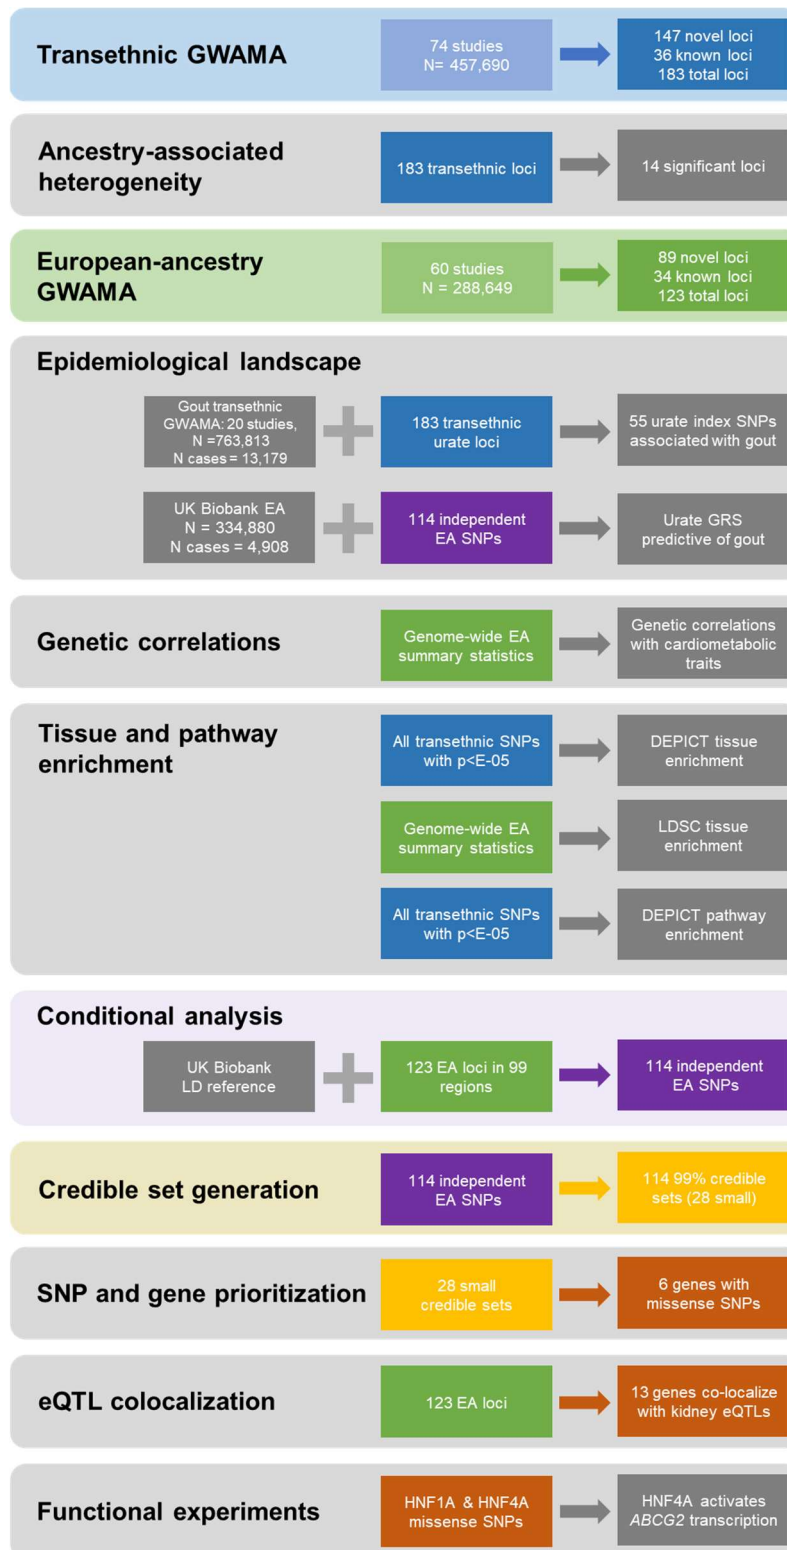 Transethnic GWAMA
74 studies
N= 457,690
147 novel loci
36 known loci
183 total loci
Ancestry-associated
heterogeneity
183 transethnic loci
14 significant loci
European-ancestry
GWAMA
60 studies
N = 288,649
89 novel loci
34 known loci
123 total loci
Epidemiological landscape
Gout transethnic
GWAMA: 20 studies,
N =763,813
N cases = 13,179
183 transethnic
urate loci
55 urate index SNPs
associated with gout
UK Biobank EA
N = 334,880
N cases = 4,908
114 independent
EA SNPs
Urate GRS
predictive of gout
Genetic correlations
Genome-wide EA
summary statistics
Genetic correlations
with cardiometabolic
traits
Tissue and pathway
enrichment
All transethnic SNPs
with p<E-05
DEPICT tissue
enrichment
Genome-wide EA
summary statistics
LDSC tissue
enrichment
All transethnic SNPs
with p<E-05
DEPICT pathway
enrichment
Conditional analysis
UK Biobank
LD reference
123 EA loci in 99
regions
114 independent
EA SNPs
Credible set generation
114 independent
EA SNPs
114 99% credible
sets (28 small)
SNP and gene prioritization
28 small
credible sets
6 genes with
missense SNPs
eQTL colocalization
123 EA loci
13 genes co-localize
with kidney eQTLs
Functional experiments
HNF1A & HNF4A
missense SNPs
HNF4A activates
ABCG2 transcription